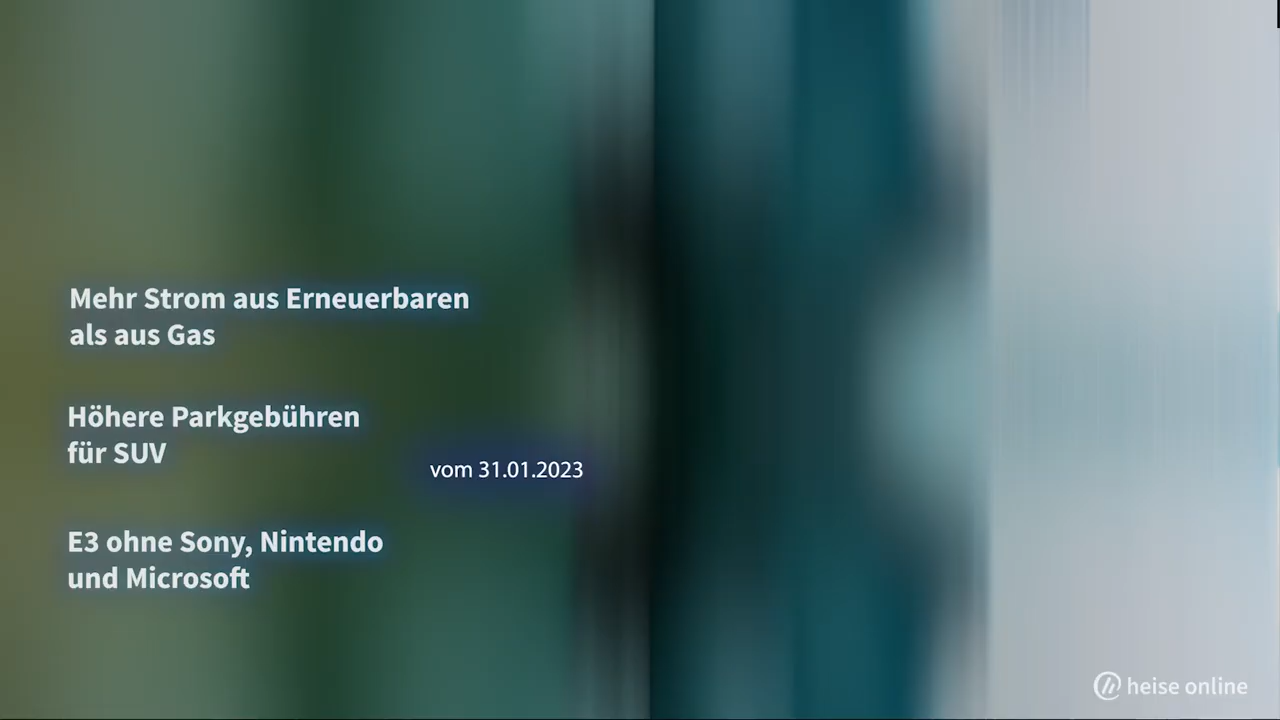 Mehr Strom aus Erneuerbaren
als aus Gas
Höhere Parkgebühren
für SUV
vom 31.01.2023
E3 ohne Sony, Nintendo
und Microsoft
heise online